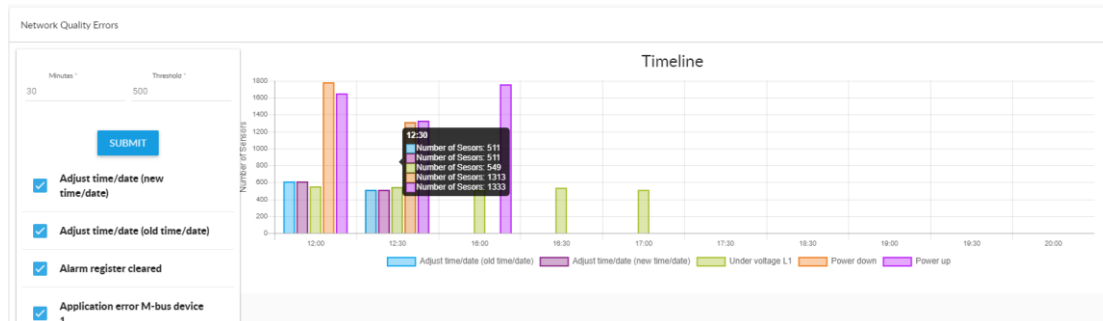 Network Quality Errors
Minutes *
Threshold *
30
500
SUBMIT
Adjust time/date (new
time/date)
Adjust time/date (old time/date)
Alarm register cleared
Application error M-bus device
1
Timeline
Number of Sensors
1800
1600
1400
1200
1000
800
600
400
200
0
12:30
Number of Sesors: 511
Number of Sesors: 511
Number of Sesors: 549
Number of Sesors: 1313
Number of Sesors: 1333
12:00
12:30
16:00
16:30
17:00
17:30
18:30
19:00
19:30
20:00
Adjust time/date (old time/date)
Adjust time/date (new time/date)
Under voltage L1
Power down
Power up